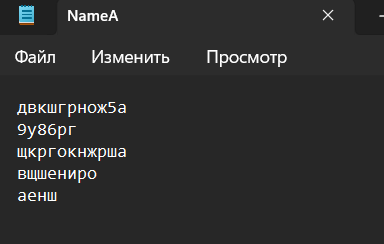 NameA
Файл Изменить Просмотр
двкшгрнож5а
9у86рг
щкргокнжрша
вщшениро
аенш